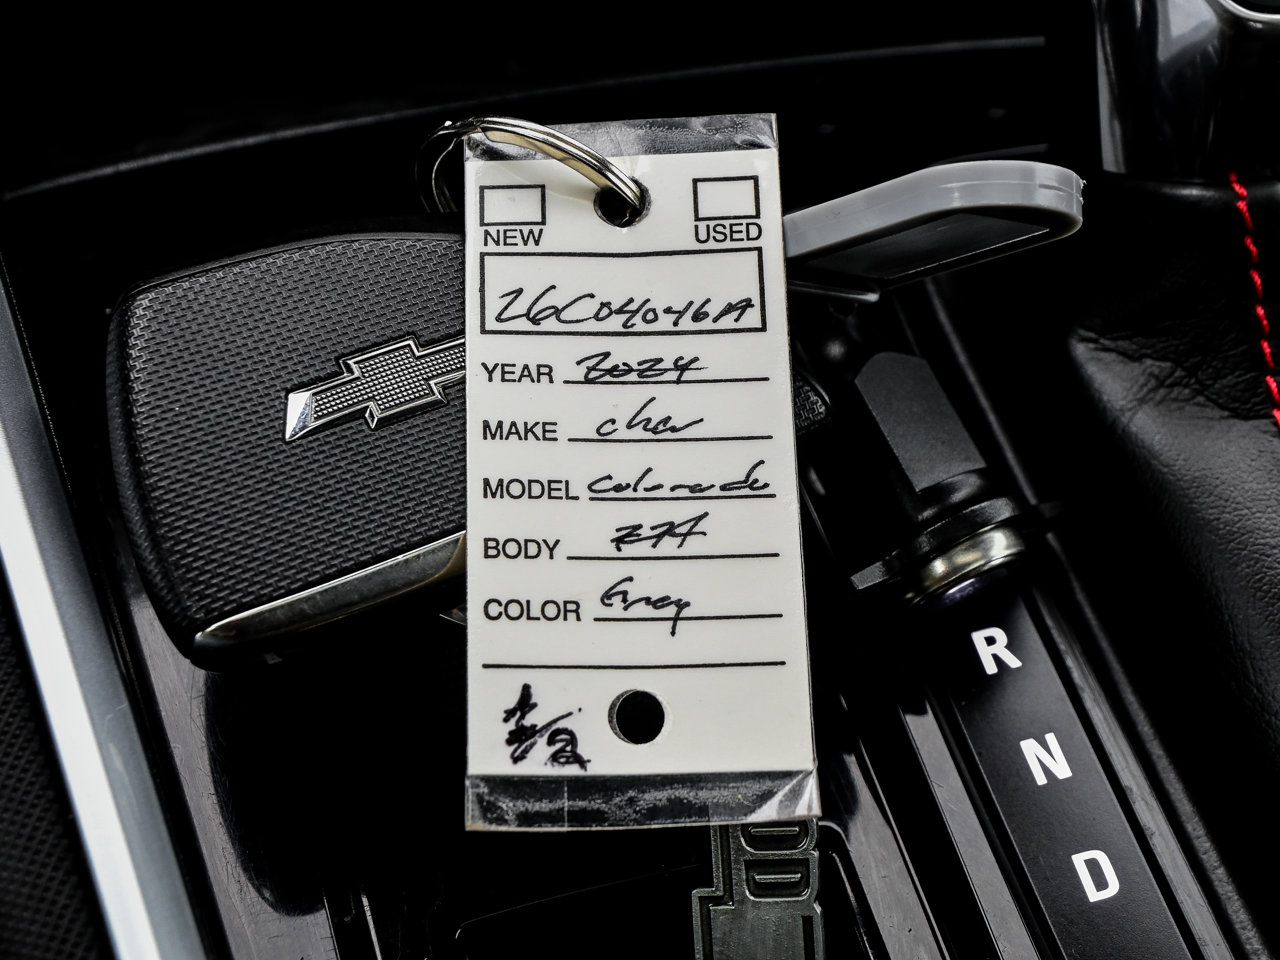 NEW USED
26C04046A
YEAR 2024
MAKE chev
MODEL Colorado
BODY Z71
COLOR Grey
R
N
D